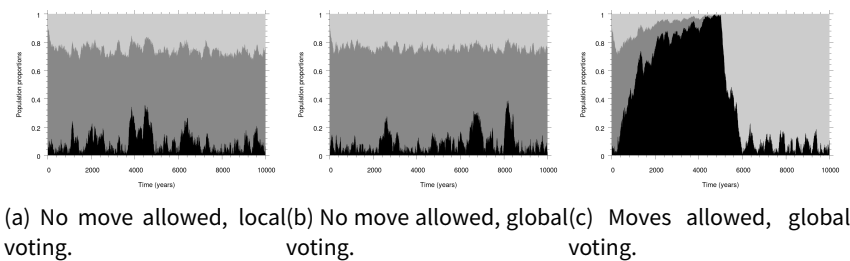 1
0.8
0.6
0.4
0.2
0
Population proportions
0 2000 4000 6000 8000 10000
Time (years)
1
0.8
0.6
0.4
0.2
0
Population proportions
0 2000 4000 6000 8000 10000
Time (years)
1
0.8
0.6
0.4
0.2
0
Population proportions
0 2000 4000 6000 8000 10000
Time (years)
(a) No move allowed, local
voting.
(b) No move allowed, global
voting.
(c) Moves allowed, global
voting.